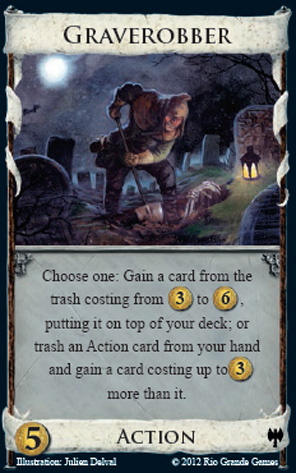 GRAVEROBBER
Choose one: Gain a card from the
trash costing from 3 to 6,
putting it on top of your deck; or
trash an Action card from your hand
and gain a card costing up to 3
more than it.
5 ACTION
Illustration: Julien Delval © 2012 Rio Grande Games